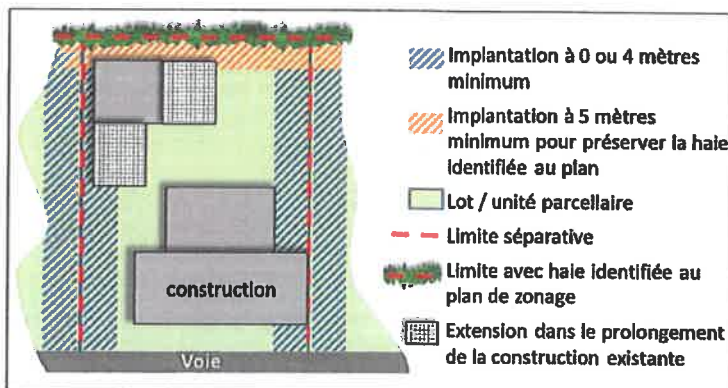 Implantation à 0 ou 4 mètres
minimum
Implantation à 5 mètres
minimum pour préserver la haie
identifiée au plan
Lot / unité parcellaire
Limite séparative
Limite avec haie identifiée au
plan de zonage
Extension dans le prolongement
de la construction existante
construction
Voie